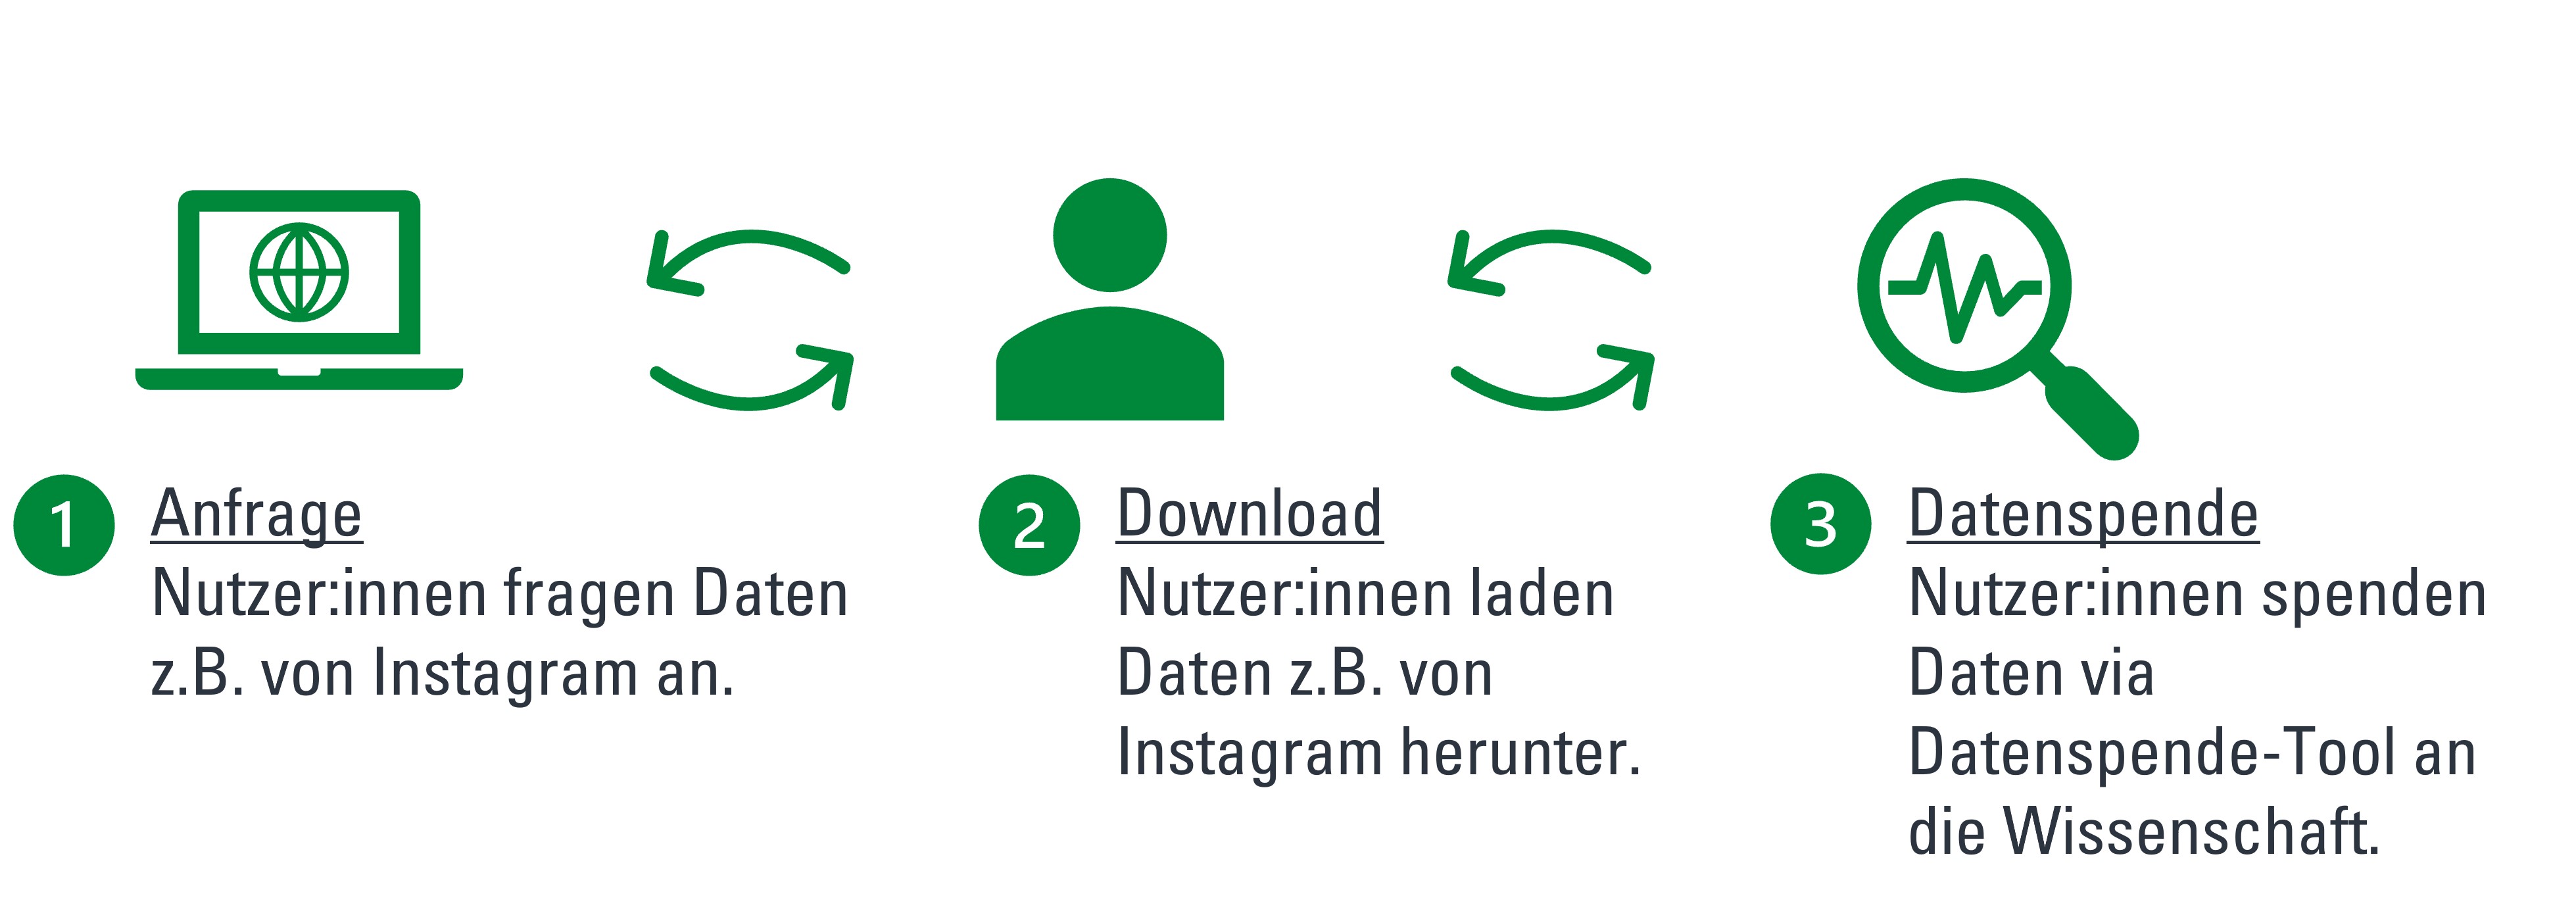 1
Anfrage
Nutzer:innen fragen Daten
z.B. von Instagram an.
2
Download
Nutzer:innen laden
Daten z.B. von
Instagram herunter.
3
Datenspende
Nutzer:innen spenden
Daten via
Datenspende-Tool an
die Wissenschaft.